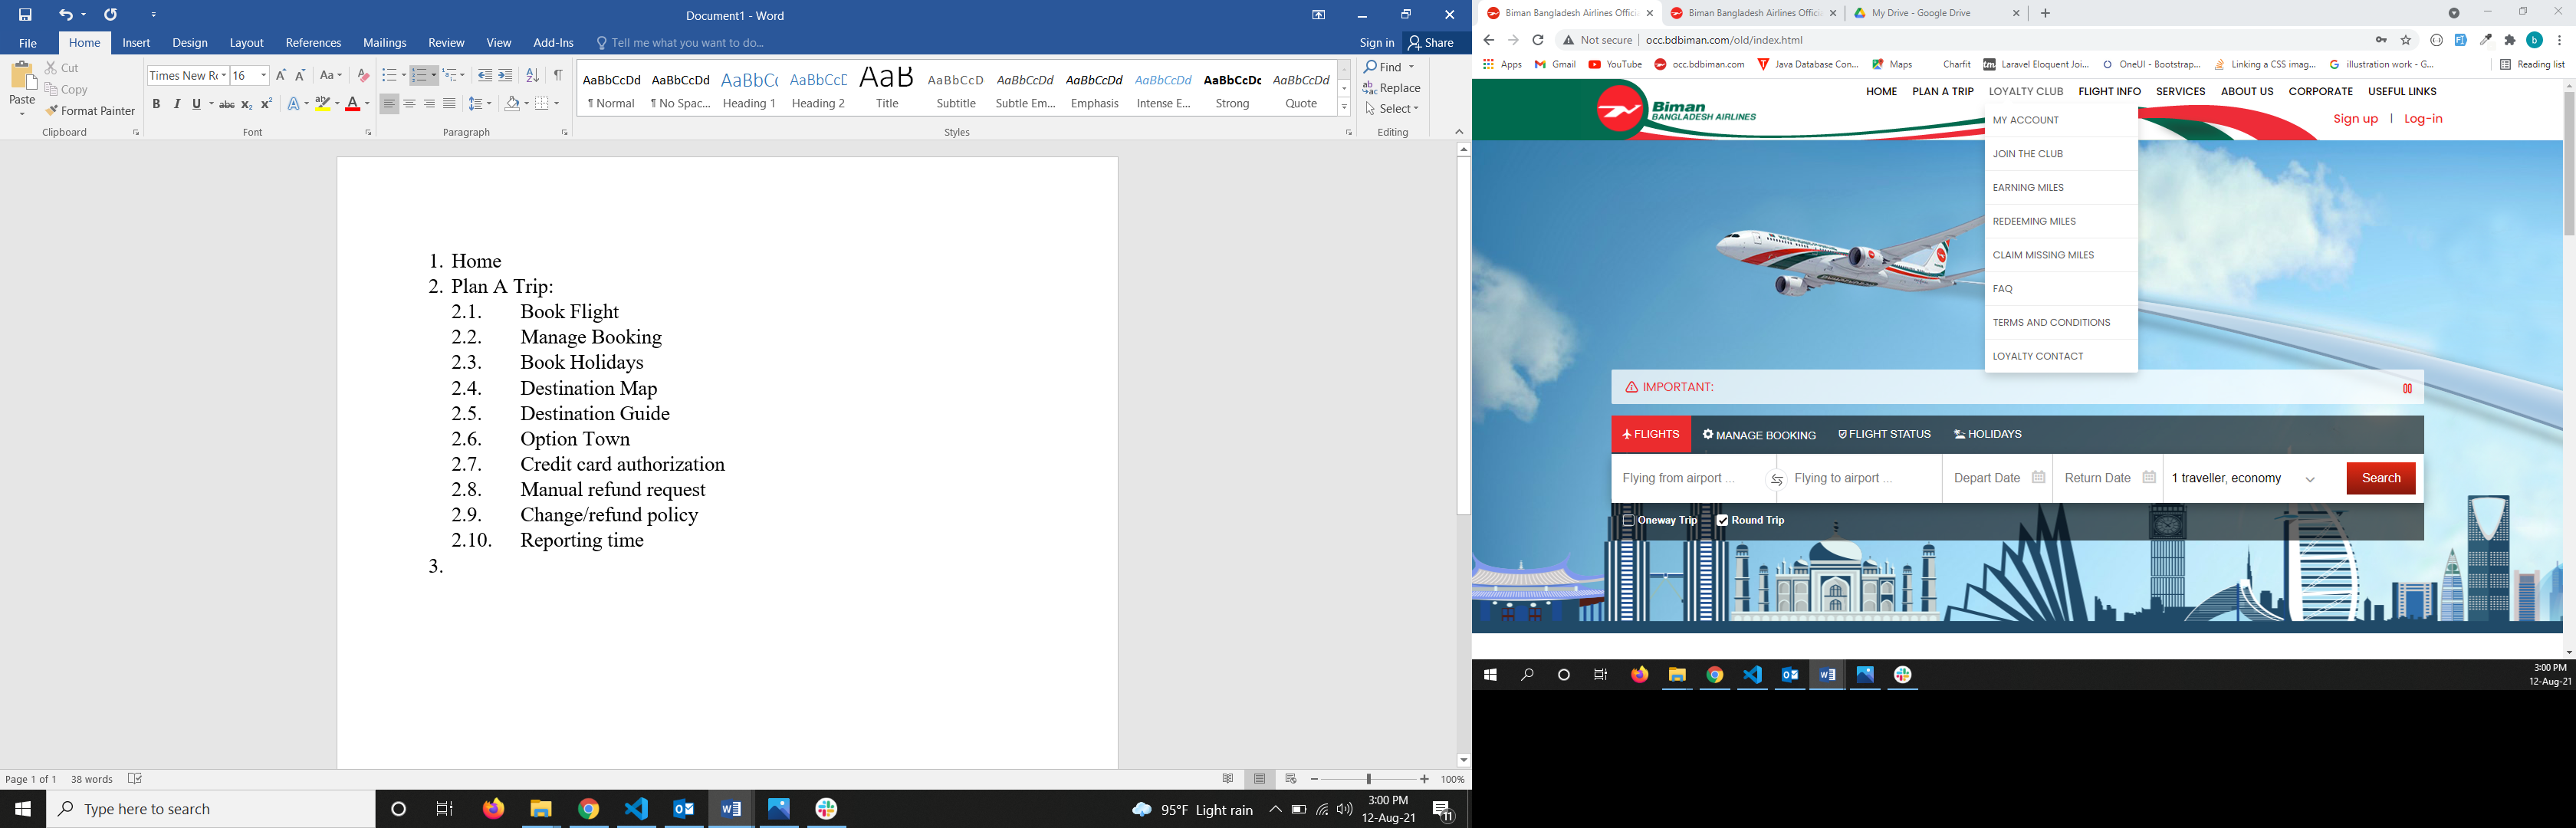 Document1 - Word
File Home Insert Design Layout References Mailings Review View Add-Ins Tell me what you want to do... Sign in Share
Paste
Cut
Copy
Format Painter
Clipboard
Times New Ro 16
Font
Paragraph
AaBbCcDd AaBbCcDd AaBbCc AaBbCcD AaB AaBbCcD AaBbCcDd AaBbCcDd AaBbCcDd AaBbCcDc AaBbCcDd
¶ Normal ¶ No Spac... Heading 1 Heading 2 Title Subtitle Subtle Em... Emphasis Intense E... Strong Quote
Styles
Find
Replace
Select
Editing
1. Home
2. Plan A Trip:
2.1. Book Flight
2.2. Manage Booking
2.3. Book Holidays
2.4. Destination Map
2.5. Destination Guide
2.6. Option Town
2.7. Credit card authorization
2.8. Manual refund request
2.9. Change/refund policy
2.10. Reporting time
3.
Page 1 of 1 38 words 100%
Type here to search
95°F Light rain
3:00 PM
12-Aug-21
11
Biman Bangladesh Airlines Offici Biman Bangladesh Airlines Offici My Drive - Google Drive
Not secure occ.bdbiman.com/old/index.html
Apps Gmail YouTube occ.bdbiman.com Java Database Con... Maps Charfit Laravel Eloquent Joi... OneUI - Bootstrap... Linking a CSS imag... illustration work - G... Reading list
Biman
BANGLADESH AIRLINES
HOME PLAN A TRIP LOYALTY CLUB FLIGHT INFO SERVICES ABOUT US CORPORATE USEFUL LINKS
Sign up | Log-in
MY ACCOUNT
JOIN THE CLUB
EARNING MILES
REDEEMING MILES
CLAIM MISSING MILES
FAQ
TERMS AND CONDITIONS
LOYALTY CONTACT
IMPORTANT:
FLIGHTS MANAGE BOOKING FLIGHT STATUS HOLIDAYS
Flying from airport ... Flying to airport ... Depart Date Return Date 1 traveller, economy Search
Oneway Trip Round Trip
3:00 PM
12-Aug-21